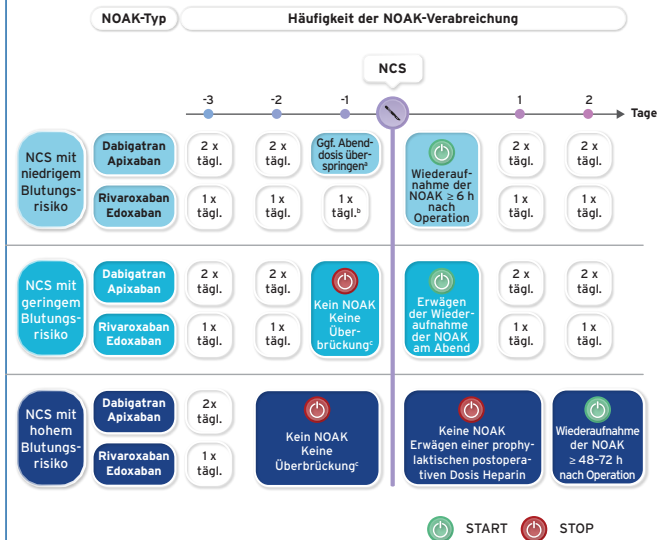 NOAK-Typ
Häufigkeit der NOAK-Verabreichung
NCS
-3
-2
-1
1
2
Tage
NCS mit
niedrigem
Blutungs-
risiko
Dabigatran
Apixaban
2 x
tägl.
2 x
tägl.
Ggf. Abend-
dosis über-
springenᵃ
Wiederauf-
nahme der
NOAK ≥ 6 h
nach
Operation
2 x
tägl.
2 x
tägl.
Rivaroxaban
Edoxaban
1 x
tägl.
1 x
tägl.
1 x
tägl.ᵇ
1 x
tägl.
1 x
tägl.
NCS mit
geringem
Blutungs-
risiko
Dabigatran
Apixaban
2 x
tägl.
2 x
tägl.
Kein NOAK
Keine
Über-
brückungᶜ
Erwägen
der Wieder-
aufnahme
der NOAK
am Abend
2 x
tägl.
2 x
tägl.
Rivaroxaban
Edoxaban
1 x
tägl.
1 x
tägl.
1 x
tägl.
1 x
tägl.
NCS mit
hohem
Blutungs-
risiko
Dabigatran
Apixaban
2x
tägl.
Kein NOAK
Keine
Überbrückungᶜ
Keine NOAK
Erwägen einer prophy-
laktischen postopera-
tiven Dosis Heparin
Wiederaufnahme
der NOAK
≥ 48–72 h
nach Operation
Rivaroxaban
Edoxaban
1 x
tägl.
START
STOP